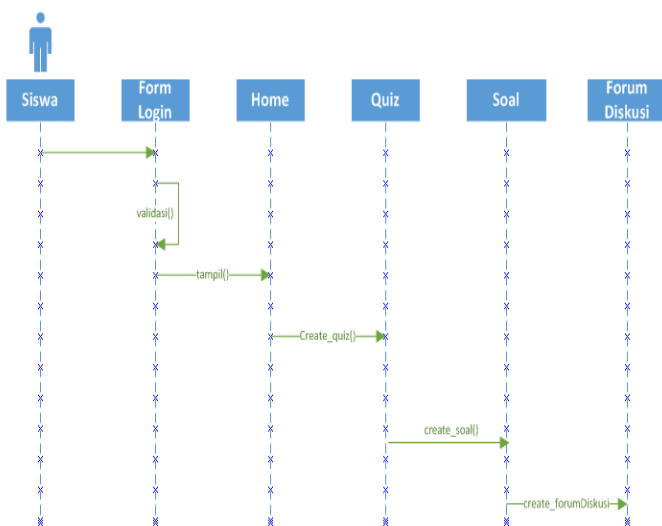 Siswa
Form
Login
Home
Quiz
Soal
Forum
Diskusi
validasi()
tampil()
Create_quiz()
create_soal()
create_forumDiskusi